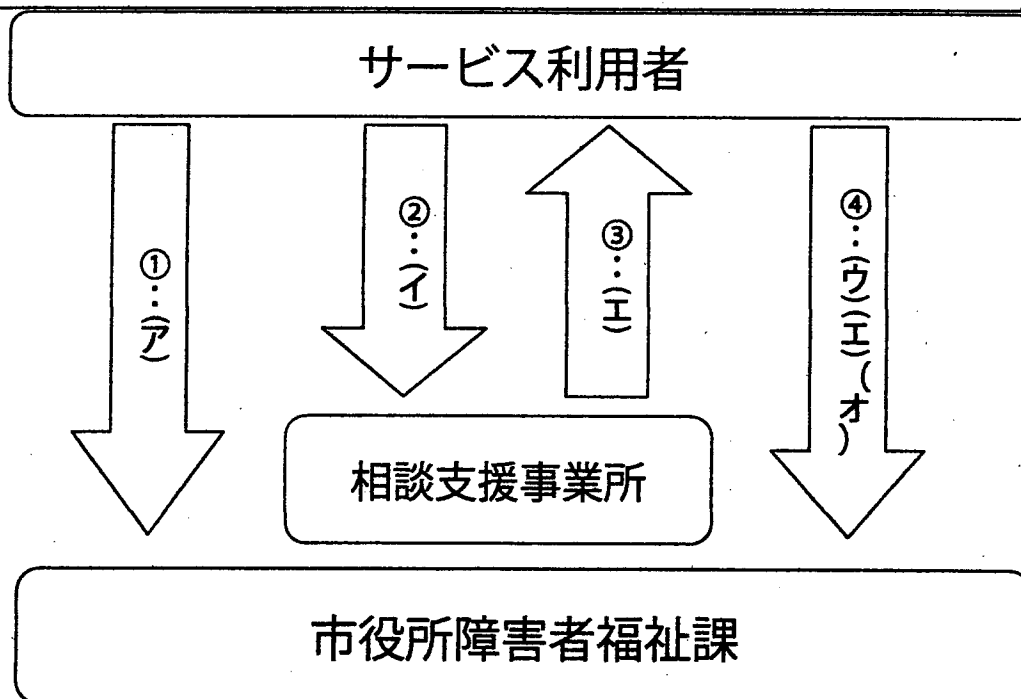 サービス利用者
①‥(ア)
②‥(イ)
③‥(エ)
④‥(ウ)(エ)(オ)
相談支援事業所
市役所障害者福祉課